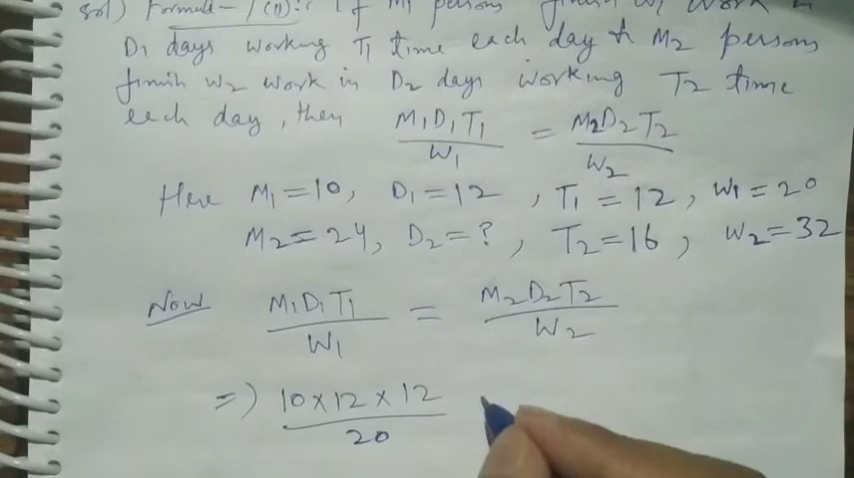 Sol) Formula - 1(ii): If M1 persons finish W1 work in
D1 days working T1 time each day & M2 persons
finish W2 work in D2 days working T2 time
each day, then M1D1T1/W1 = M2D2T2/W2
Here M1=10, D1=12, T1=12, W1=20
M2=24, D2=?, T2=16, W2=32
Now M1D1T1/W1 = M2D2T2/W2
=) 10×12×12/20